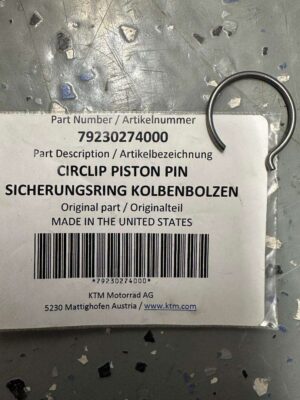 Part Number / Artikelnummer
79230274000
Part Description / Artikelbezeichnung
CIRCLIP PISTON PIN
SICHERUNGSRING KOLBENBOLZEN
Original part / Originalteil
MADE IN THE UNITED STATES
*79230274000*
KTM Motorrad AG
5230 Mattighofen Austria / www.ktm.com